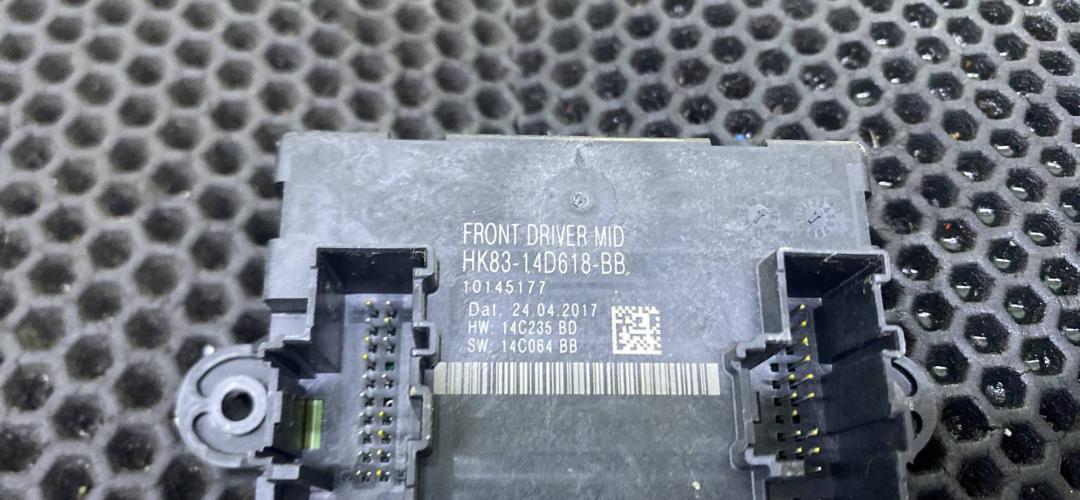 FRONT DRIVER MID
HK83-14D618-BB
10145177
Dat. 24.04.2017
HW: 14C235 BD
SW: 14C064 BB